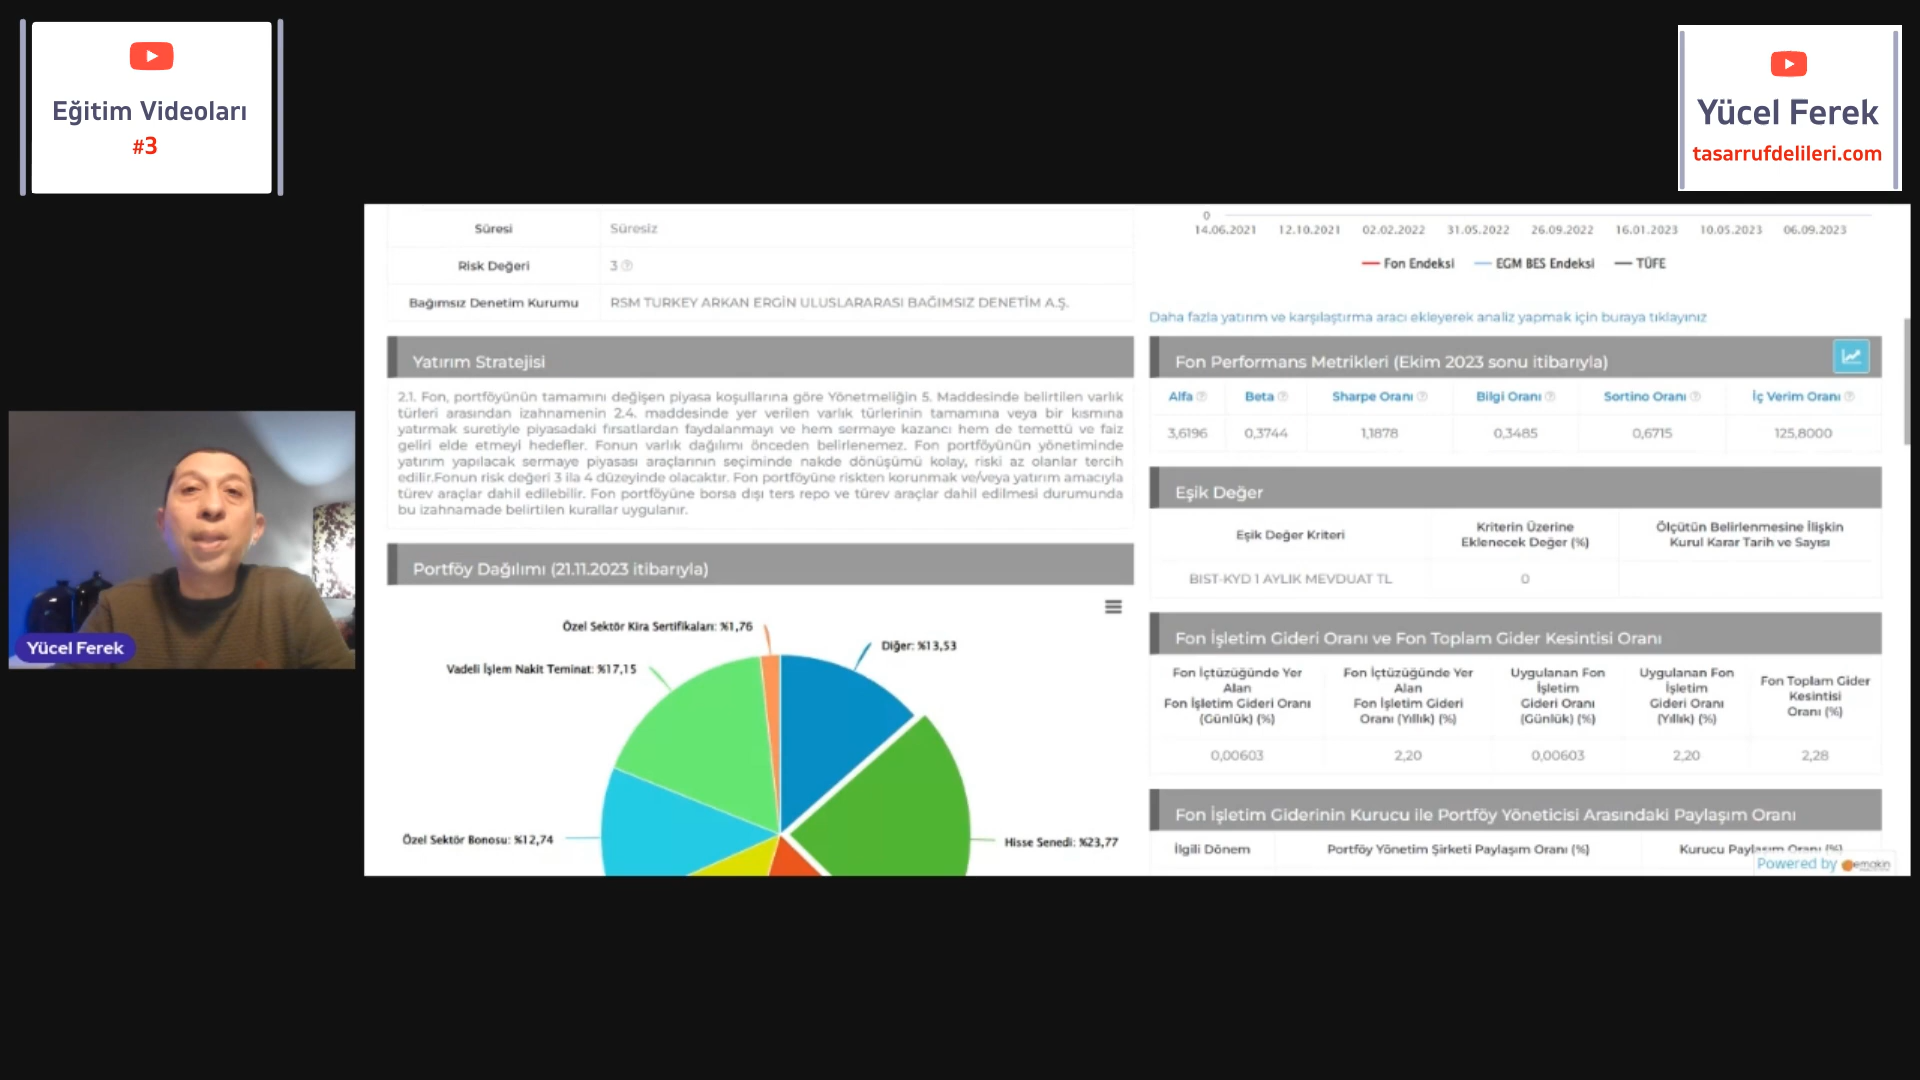 Eğitim Videoları
#3
Yücel Ferek
tasarrufdelileri.com
Süresi
Süresiz
Risk Değeri
3
Bağımsız Denetim Kurumu
RSM TURKEY ARKAN ERGİN ULUSLARARASI BAĞIMSIZ DENETİM A.Ş.
Yatırım Stratejisi
2.1. Fon, portföyünün tamamını değişen piyasa koşullarına göre Yönetmeliğin 5. Maddesinde belirtilen varlık
türleri arasından izahnamenin 2.4. maddesinde yer verilen varlık türlerinin tamamına veya bir kısmına
yatırmak suretiyle piyasadaki fırsatlardan faydalanmayı ve hem sermaye kazancı hem de temettü ve faiz
geliri elde etmeyi hedefler. Fonun varlık dağılımı önceden belirlenemez. Fon portföyünün yönetiminde
yatırım yapılacak sermaye piyasası araçlarının seçiminde nakde dönüşümü kolay, riski az olanlar tercih
edilir.Fonun risk değeri 3 ila 4 düzeyinde olacaktır. Fon portföyüne riskten korunmak ve/veya yatırım amacıyla
türev araçlar dahil edilebilir. Fon portföyüne borsa dışı ters repo ve türev araçlar dahil edilmesi durumunda
bu izahnamade belirtilen kurallar uygulanır.
Portföy Dağılımı (21.11.2023 itibarıyla)
Özel Sektör Kira Sertifikaları: %1,76
Diğer: %13,53
Vadeli İşlem Nakit Teminat: %17,15
Özel Sektör Bonosu: %12,74
Hisse Senedi: %23,77
0
14.06.2021 12.10.2021 02.02.2022 31.05.2022 26.09.2022 16.01.2023 10.05.2023 06.09.2023
Fon Endeksi EGM BES Endeksi TÜFE
Daha fazla yatırım ve karşılaştırma aracı ekleyerek analiz yapmak için buraya tıklayınız
Fon Performans Metrikleri (Ekim 2023 sonu itibarıyla)
Alfa Beta Sharpe Oranı Bilgi Oranı Sortino Oranı İç Verim Oranı
3,6196 0,3744 1,1878 0,3485 0,6715 125,8000
Eşik Değer
Eşik Değer Kriteri
Kriterin Üzerine
Eklenecek Değer (%)
Ölçütün Belirlenmesine İlişkin
Kurul Karar Tarih ve Sayısı
BIST-KYD 1 AYLIK MEVDUAT TL
0
Fon İşletim Gideri Oranı ve Fon Toplam Gider Kesintisi Oranı
Fon İçtüzüğünde Yer
Alan
Fon İşletim Gideri Oranı
(Günlük) (%)
Fon İçtüzüğünde Yer
Alan
Fon İşletim Gideri
Oranı (Yıllık) (%)
Uygulanan Fon
İşletim
Gideri Oranı
(Günlük) (%)
Uygulanan Fon
İşletim
Gideri Oranı
(Yıllık) (%)
Fon Toplam Gider
Kesintisi
Oranı (%)
0,00603 2,20 0,00603 2,20 2,28
Fon İşletim Giderinin Kurucu ile Portföy Yöneticisi Arasındaki Paylaşım Oranı
İlgili Dönem
Portföy Yönetim Şirketi Paylaşım Oranı (%)
Kurucu Paylaşım Oranı (%)
Powered by emakin
Yücel Ferek